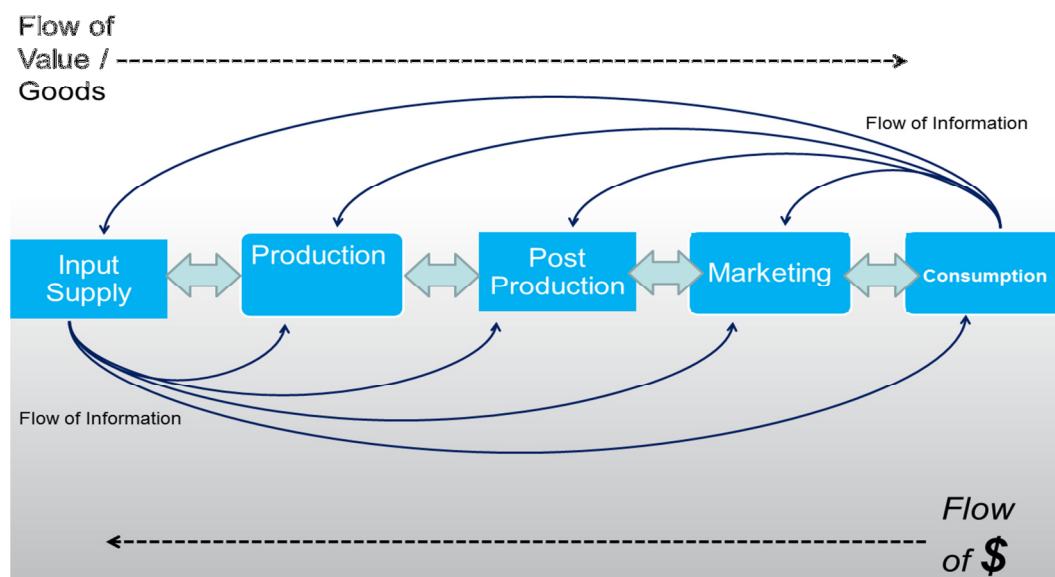 Flow of
Value /
Goods
Flow of Information
Input
Supply
Production
Post
Production
Marketing
Consumption
Flow of Information
Flow
of $